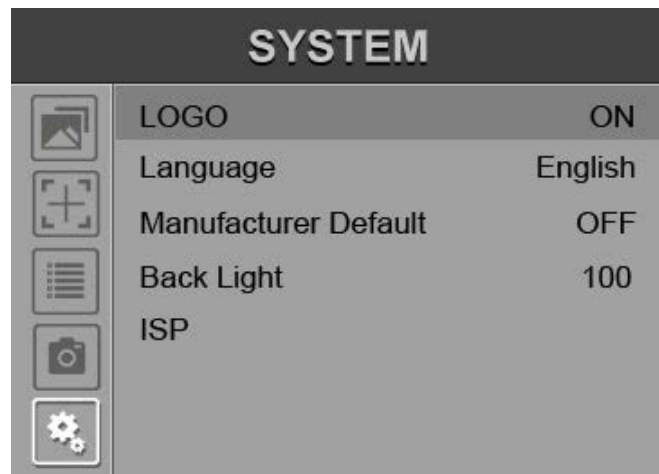 SYSTEM
LOGO ON
Language English
Manufacturer Default OFF
Back Light 100
ISP